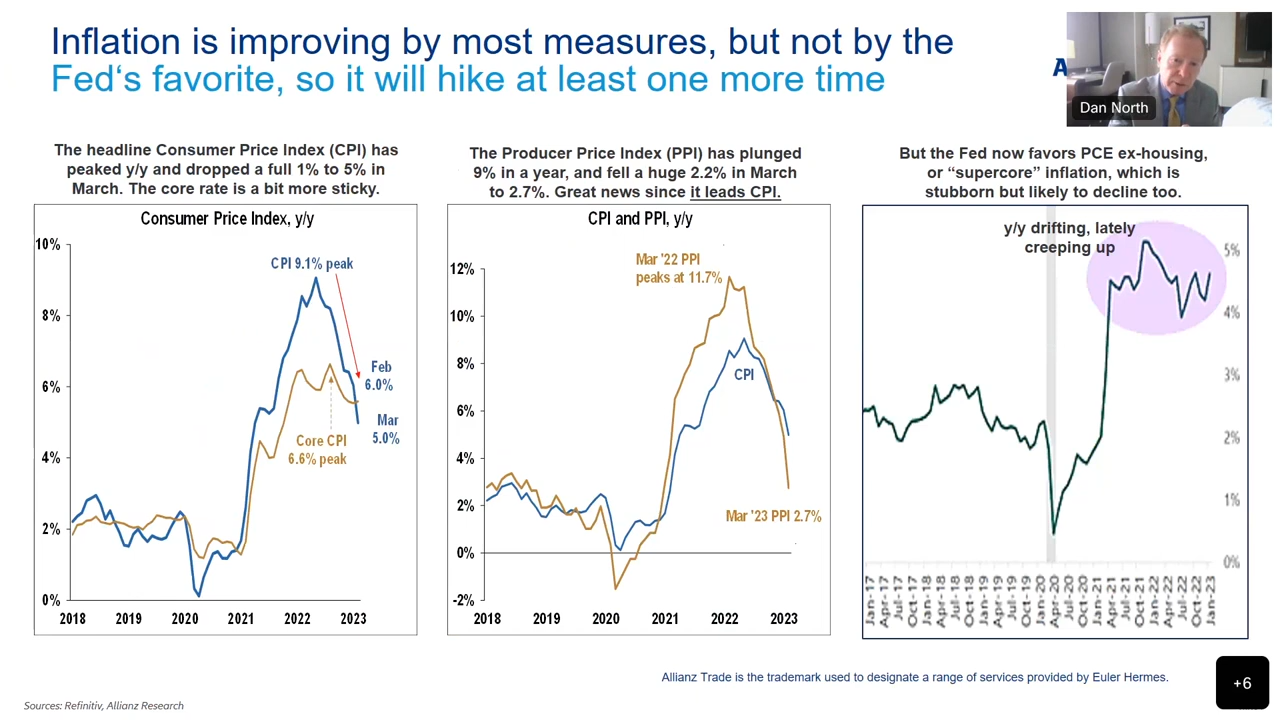 Inflation is improving by most measures, but not by the
Fed‘s favorite, so it will hike at least one more time
A
Dan North
The headline Consumer Price Index (CPI) has
peaked y/y and dropped a full 1% to 5% in
March. The core rate is a bit more sticky.
Consumer Price Index, y/y
10%
8%
6%
4%
2%
0%
CPI 9.1% peak
Feb
6.0%
Mar
5.0%
Core CPI
6.6% peak
2018 2019 2020 2021 2022 2023
The Producer Price Index (PPI) has plunged
9% in a year, and fell a huge 2.2% in March
to 2.7%. Great news since it leads CPI.
CPI and PPI, y/y
12%
10%
8%
6%
4%
2%
0%
-2%
Mar '22 PPI
peaks at 11.7%
CPI
Mar '23 PPI 2.7%
2018 2019 2020 2021 2022 2023
But the Fed now favors PCE ex-housing,
or “supercore” inflation, which is
stubborn but likely to decline too.
y/y drifting, lately
creeping up
5%
4%
3%
2%
1%
0%
Jan-17
Apr-17
Jul-17
Oct-17
Jan-18
Apr-18
Jul-18
Oct-18
Jan-19
Apr-19
Jul-19
Oct-19
Jan-20
Apr-20
Jul-20
Oct-20
Jan-21
Apr-21
Jul-21
Oct-21
Jan-22
Apr-22
Jul-22
Oct-22
Jan-23
Allianz Trade is the trademark used to designate a range of services provided by Euler Hermes.
+6
Sources: Refinitiv, Allianz Research